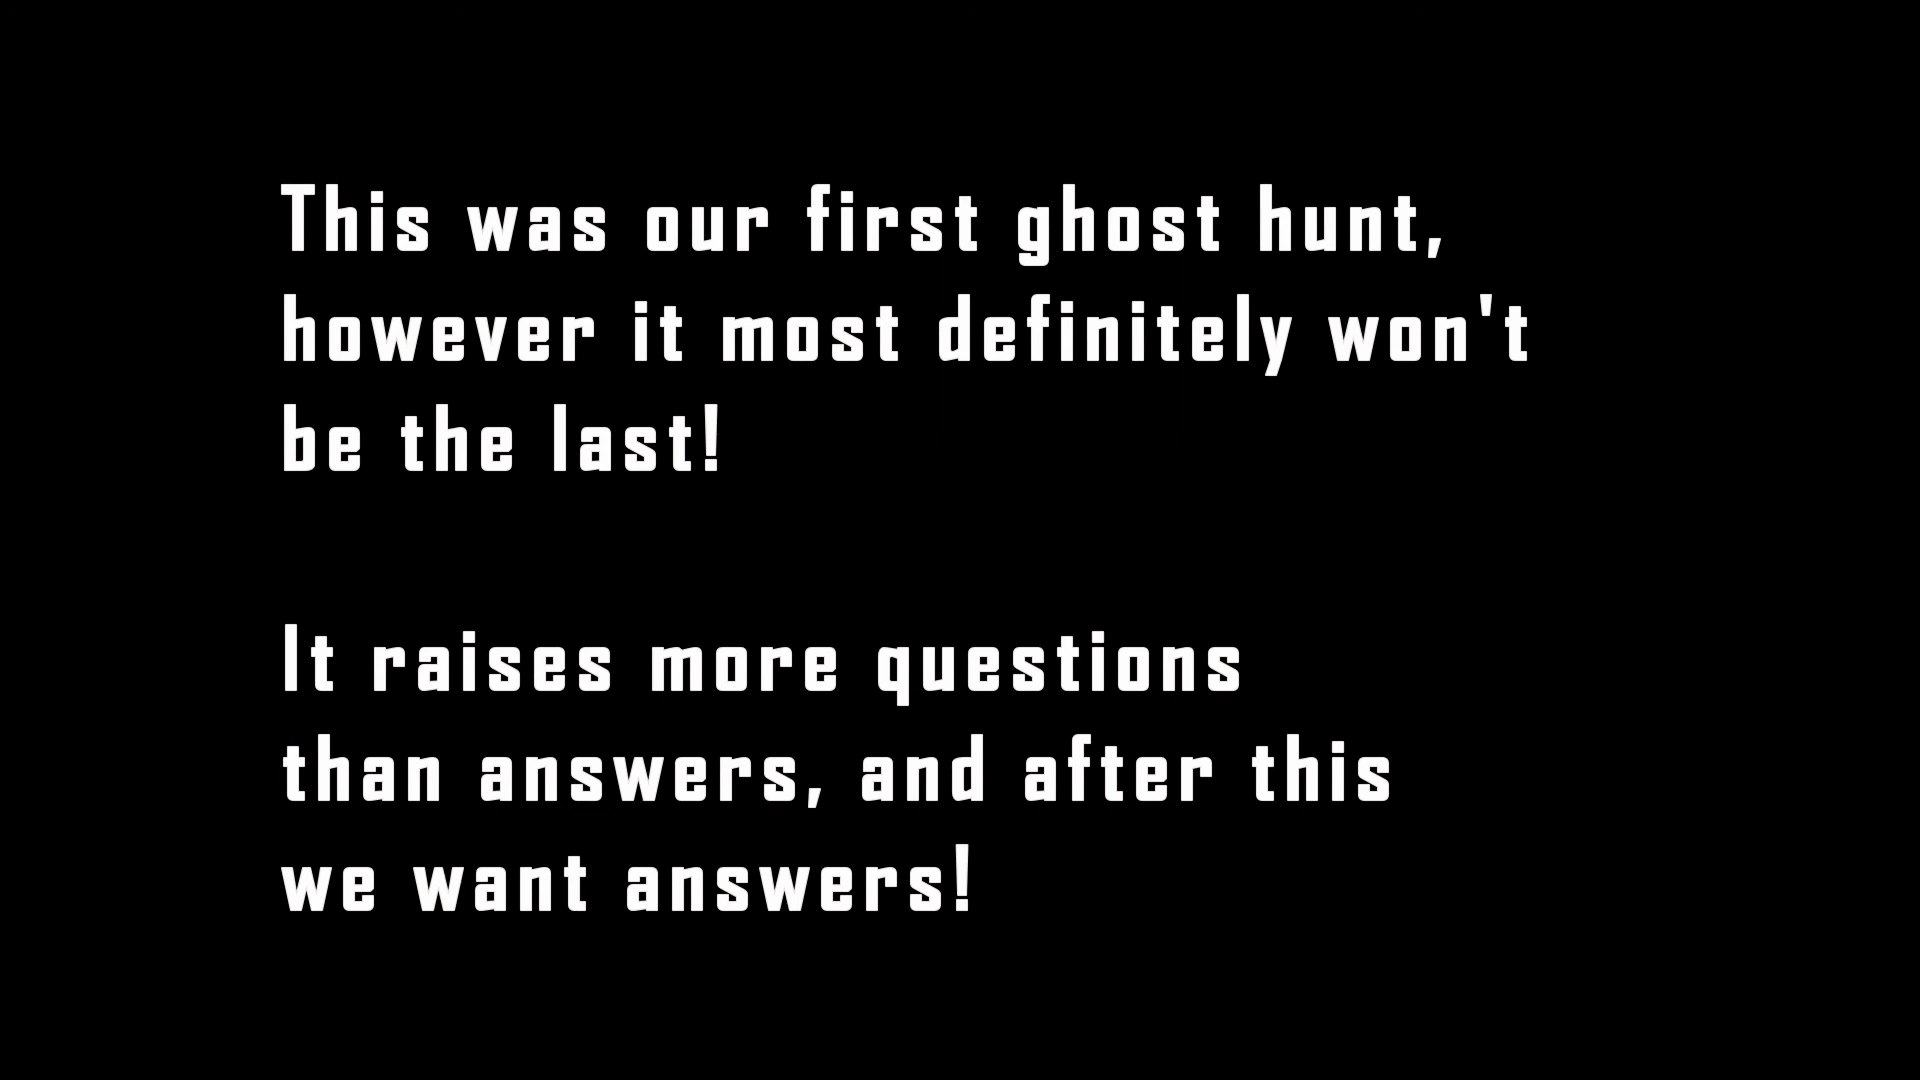 This was our first ghost hunt,
however it most definitely won't
be the last!
It raises more questions
than answers, and after this
we want answers!